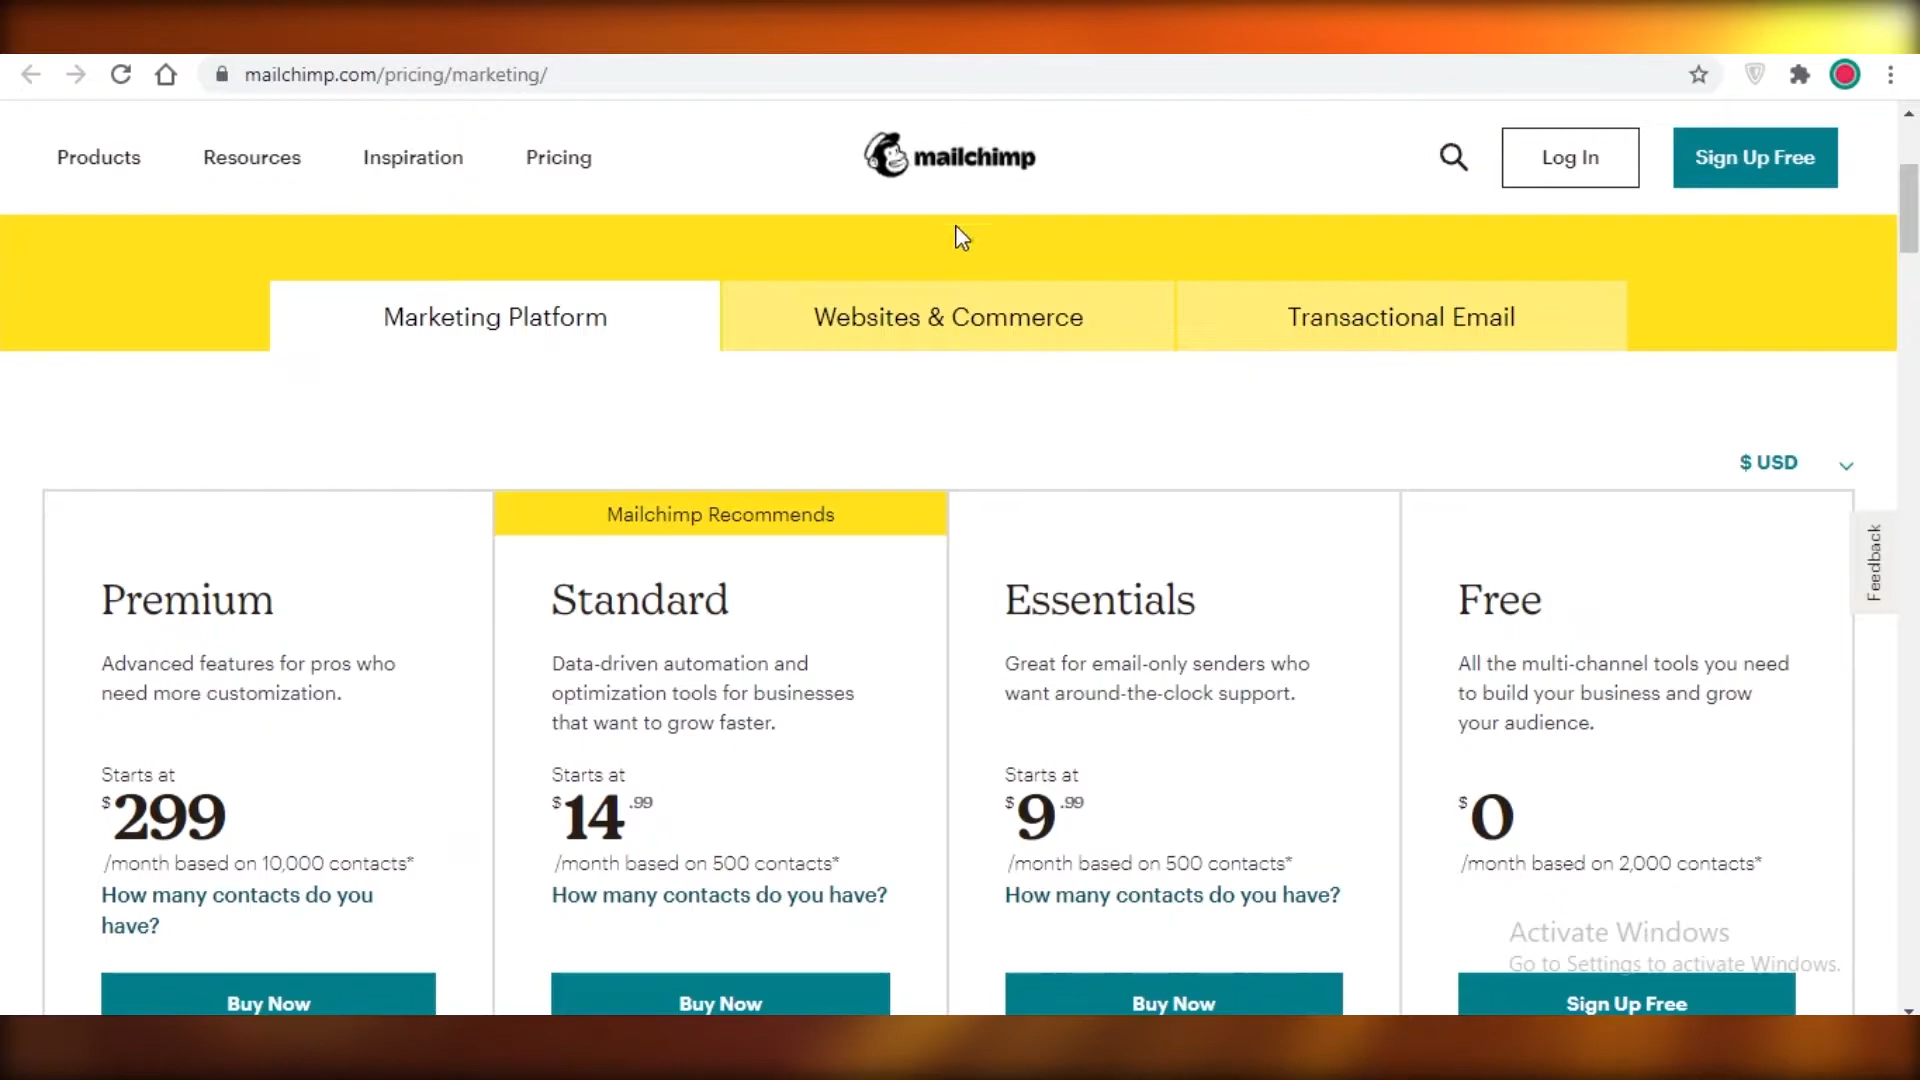 mailchimp.com/pricing/marketing/
Products Resources Inspiration Pricing mailchimp Log In Sign Up Free
Marketing Platform Websites & Commerce Transactional Email
$ USD
Feedback
Premium
Advanced features for pros who
need more customization.
Starts at
$299
/month based on 10,000 contacts*
How many contacts do you
have?
Buy Now
Mailchimp Recommends
Standard
Data-driven automation and
optimization tools for businesses
that want to grow faster.
Starts at
$14.99
/month based on 500 contacts*
How many contacts do you have?
Buy Now
Essentials
Great for email-only senders who
want around-the-clock support.
Starts at
$9.99
/month based on 500 contacts*
How many contacts do you have?
Buy Now
Free
All the multi-channel tools you need
to build your business and grow
your audience.
$0
/month based on 2,000 contacts*
Activate Windows
Go to Settings to activate Windows.
Sign Up Free